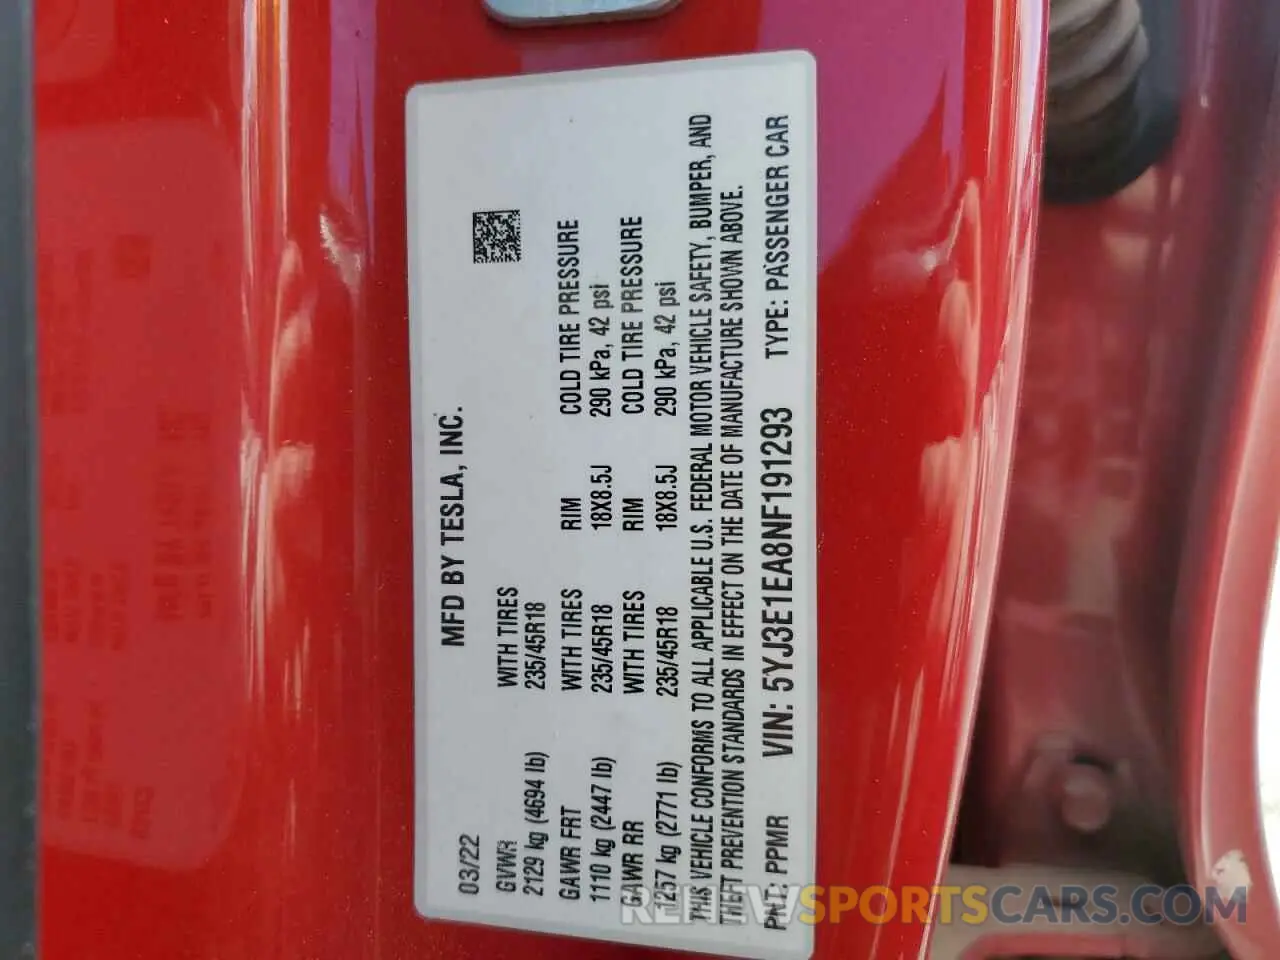 MFD BY TESLA, INC.
03/22
GVWR WITH TIRES
2129 kg (4694 lb) 235/45R18
GAWR FRT WITH TIRES RIM COLD TIRE PRESSURE
1110 kg (2447 lb) 235/45R18 18X8.5J 290 kPa, 42 psi
GAWR RR WITH TIRES RIM COLD TIRE PRESSURE
1257 kg (2771 lb) 235/45R18 18X8.5J 290 kPa, 42 psi
THIS VEHICLE CONFORMS TO ALL APPLICABLE U.S. FEDERAL MOTOR VEHICLE SAFETY, BUMPER, AND
THEFT PREVENTION STANDARDS IN EFFECT ON THE DATE OF MANUFACTURE SHOWN ABOVE.
PNT: PPMR VIN: 5YJ3E1EA8NF191293 TYPE: PASSENGER CAR
RENEWSPORTSCARS.COM